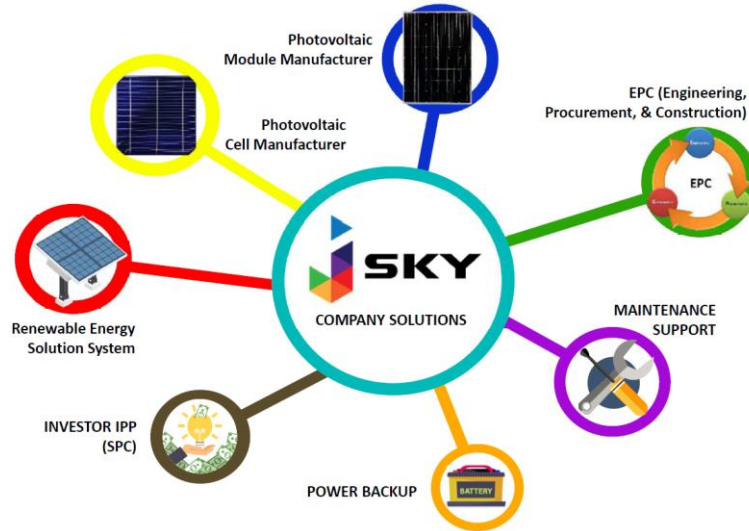 Photovoltaic
Module Manufacturer
EPC (Engineering,
Procurement, & Construction)
Photovoltaic
Cell Manufacturer
EPC
SKY
COMPANY SOLUTIONS
MAINTENANCE
SUPPORT
Renewable Energy
Solution System
INVESTOR IPP
(SPC)
POWER BACKUP
BATTERY